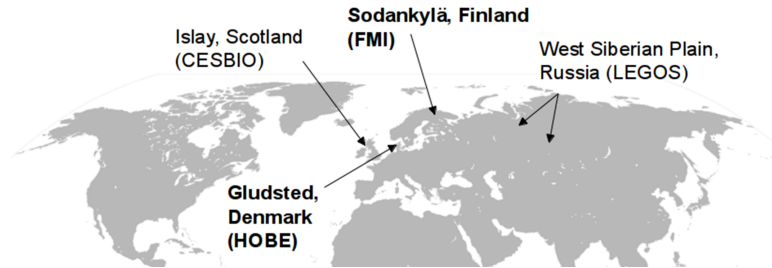 Sodankylä, Finland
(FMI)
Islay, Scotland
(CESBIO)
West Siberian Plain,
Russia (LEGOS)
Gludsted,
Denmark
(HOBE)